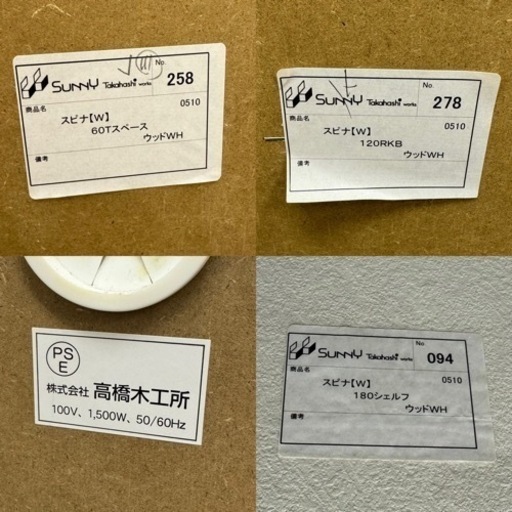 SUNNY Takahashi works No. 258
商品名 0510
スピナ【W】
60Tスペース
ウッドWH
備考
SUNNY Takahashi works No. 278
商品名 0510
スピナ【W】
120RKB
ウッドWH
備考
PS
E
株式会社 高橋木工所
100V、1,500W、50/60Hz
SUNNY Takahashi works No. 094
商品名 0510
スピナ【W】
180シェルフ
ウッドWH
備考